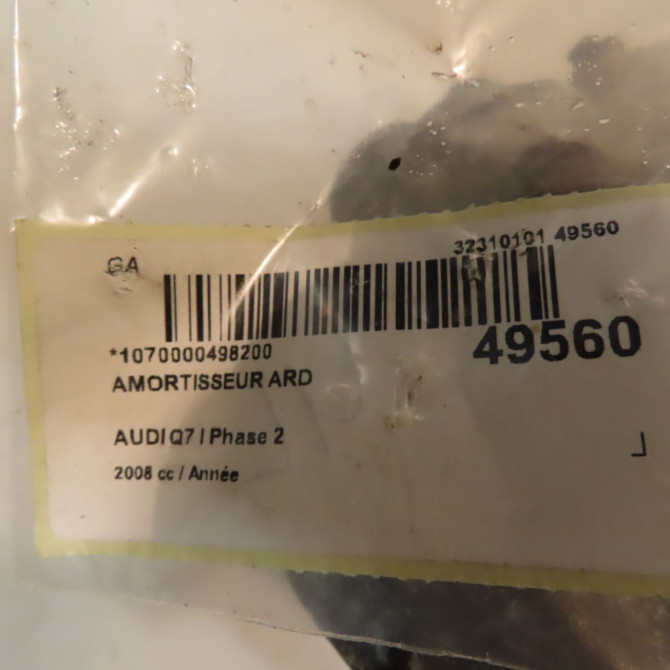 32310101 49560
GA
*1070000498200
49560
AMORTISSEUR ARD
AUDI Q7 I Phase 2
2008 cc / Année